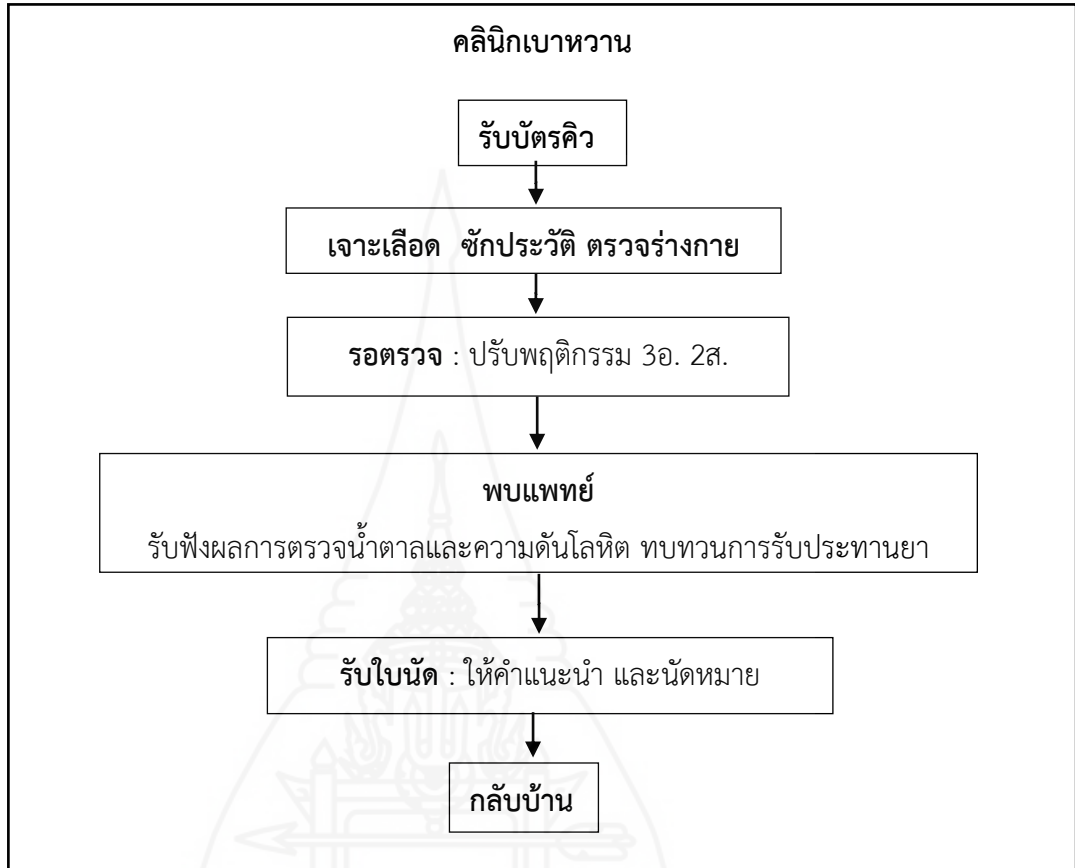 คลินิกเบาหวาน
รับบัตรคิว
เจาะเลือด ซักประวัติ ตรวจร่างกาย
รอตรวจ : ปรับพฤติกรรม 3อ. 2ส.
พบแพทย์
รับฟังผลการตรวจน้ำตาลและความดันโลหิต ทบทวนการรับประทานยา
รับใบนัด : ให้คำแนะนำ และนัดหมาย
กลับบ้าน